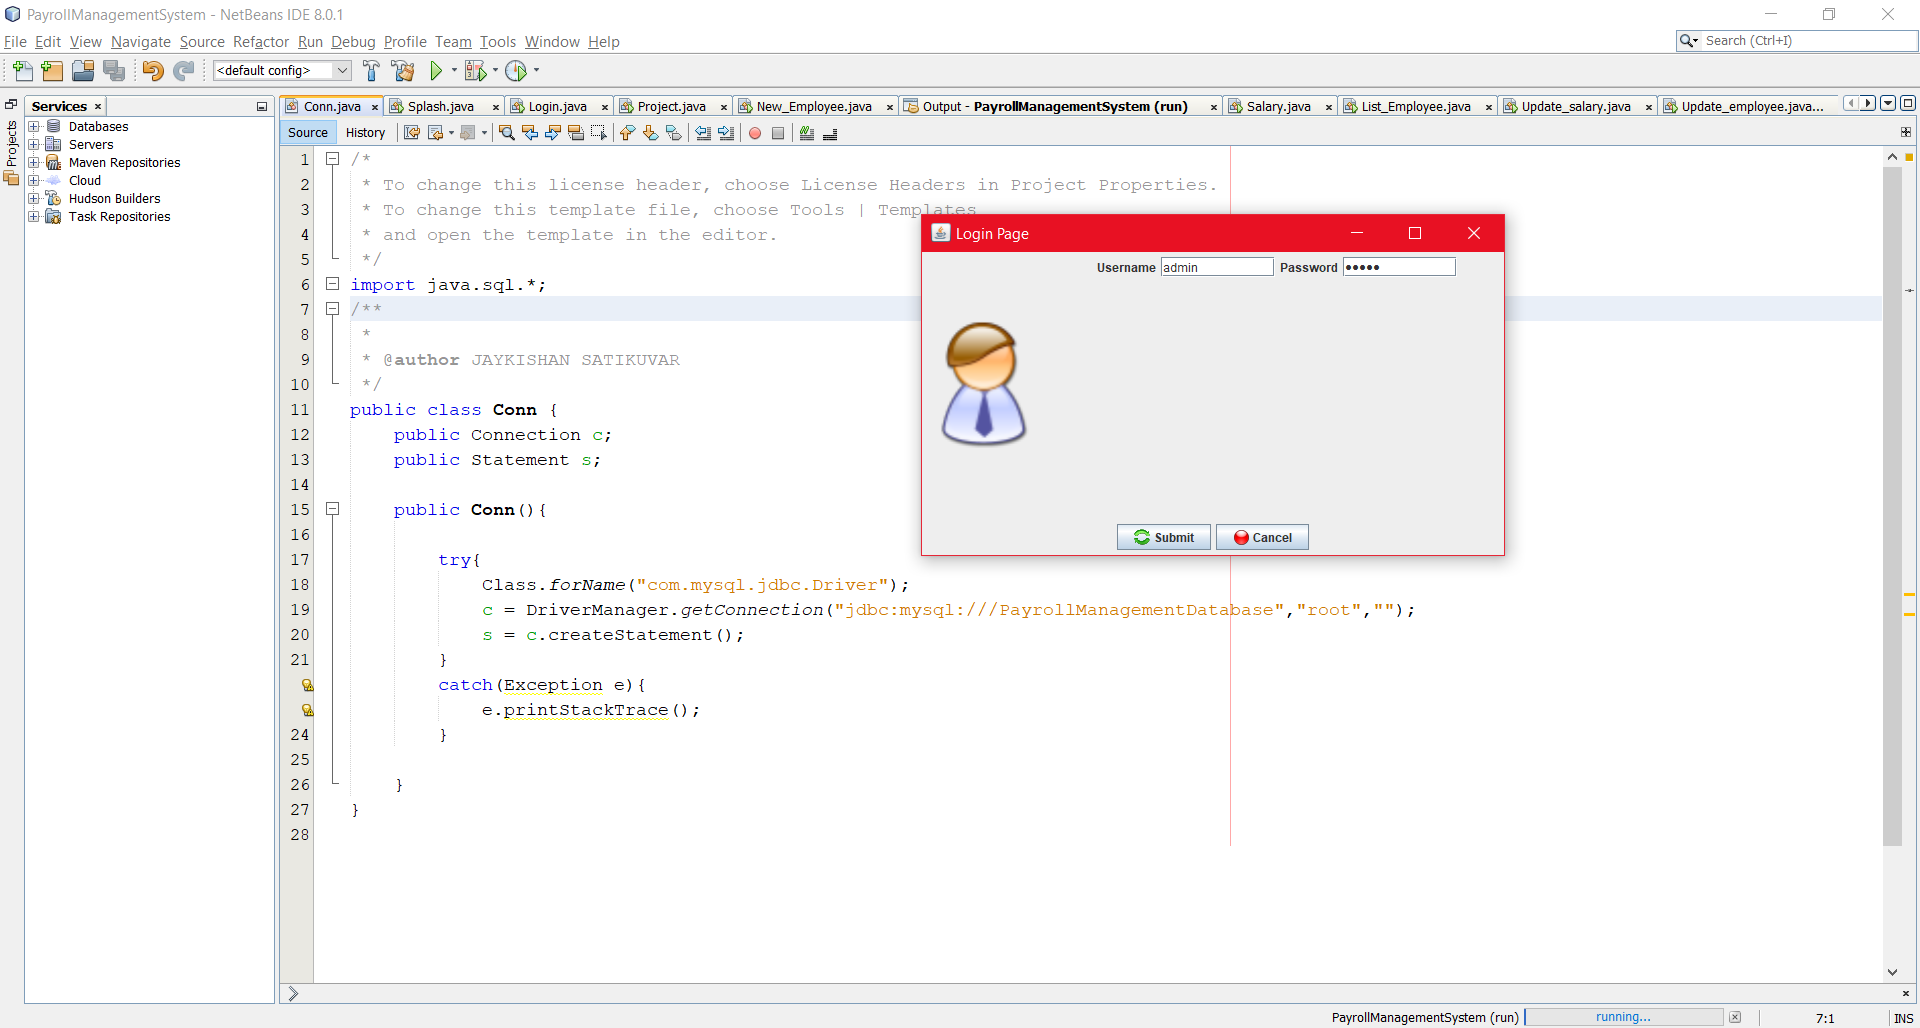 PayrollManagementSystem - NetBeans IDE 8.0.1
File Edit View Navigate Source Refactor Run Debug Profile Team Tools Window Help
Search (Ctrl+I)
<default config>
Projects
Services
Databases
Servers
Maven Repositories
Cloud
Hudson Builders
Task Repositories
Conn.java Splash.java Login.java Project.java New_Employee.java Output - PayrollManagementSystem (run) Salary.java List_Employee.java Update_salary.java Update_employee.java...
Source History
1 /*
2 * To change this license header, choose License Headers in Project Properties.
3 * To change this template file, choose Tools | Templates
4 * and open the template in the editor.
5 */
6 import java.sql.*;
7 /**
8 *
9 * @author JAYKISHAN SATIKUVAR
10 */
11 public class Conn {
12 public Connection c;
13 public Statement s;
14
15 public Conn(){
16
17 try{
18 Class.forName("com.mysql.jdbc.Driver");
19 c = DriverManager.getConnection("jdbc:mysql:///PayrollManagementDatabase","root","");
20 s = c.createStatement();
21 }
catch(Exception e){
e.printStackTrace();
24 }
25
26 }
27 }
28
Login Page
Username admin Password •••••
Submit Cancel
PayrollManagementSystem (run) running... 7:1 INS